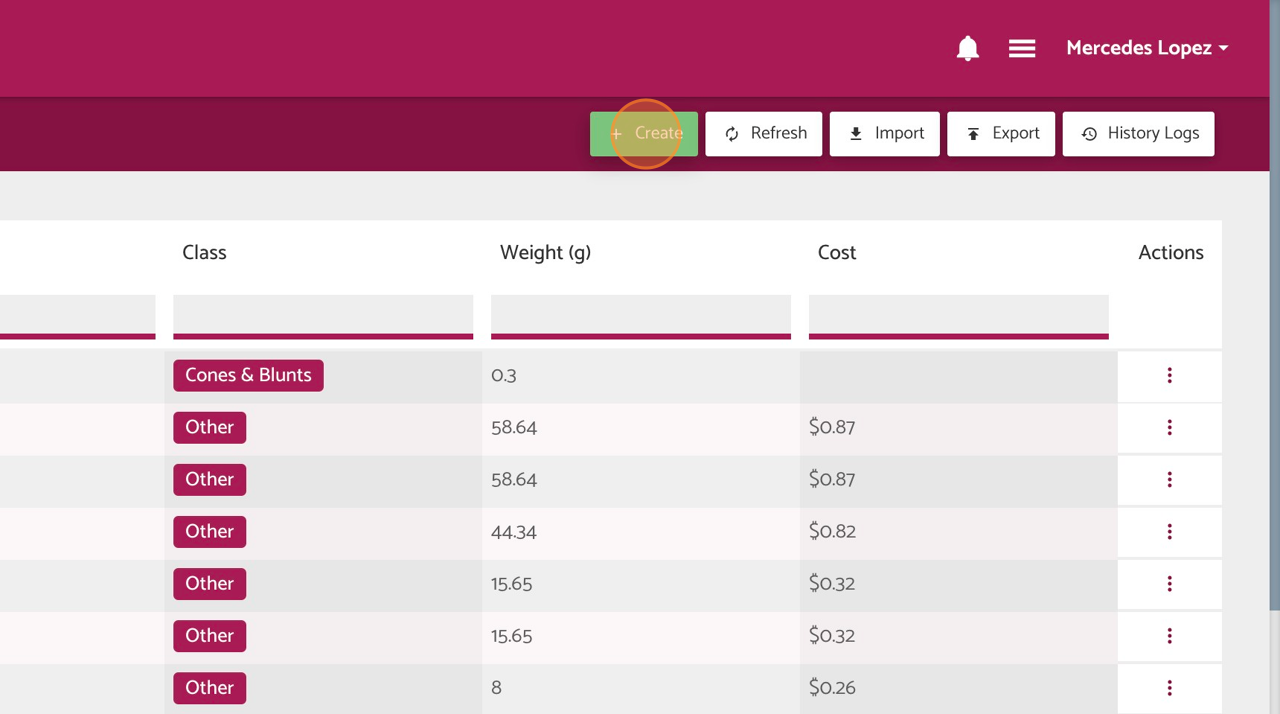 Mercedes Lopez
+ Create Refresh Import Export History Logs
Class Weight (g) Cost Actions
Cones & Blunts 0.3
Other 58.64 $0.87
Other 58.64 $0.87
Other 44.34 $0.82
Other 15.65 $0.32
Other 15.65 $0.32
Other 8 $0.26